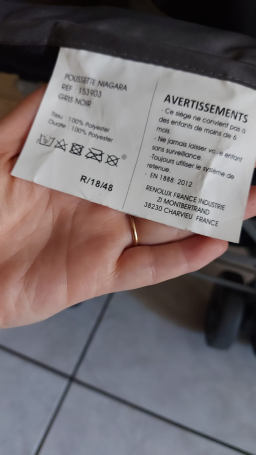 POUSSETTE NIAGARA
REF 153903
GRIS NOIR
Tissu 100% Polyester
Ouate 100% Polyester
R/18/48
AVERTISSEMENTS
- Ce siège ne convient pas à
des enfants de moins de 6
mois.
- Ne jamais laisser votre enfant
sans surveillance.
-Toujours utiliser le système de
retenue.
- EN 1888: 2012
RENOLUX FRANCE INDUSTRIE
ZI MONTBERTRAND
38230 CHARVIEU FRANCE